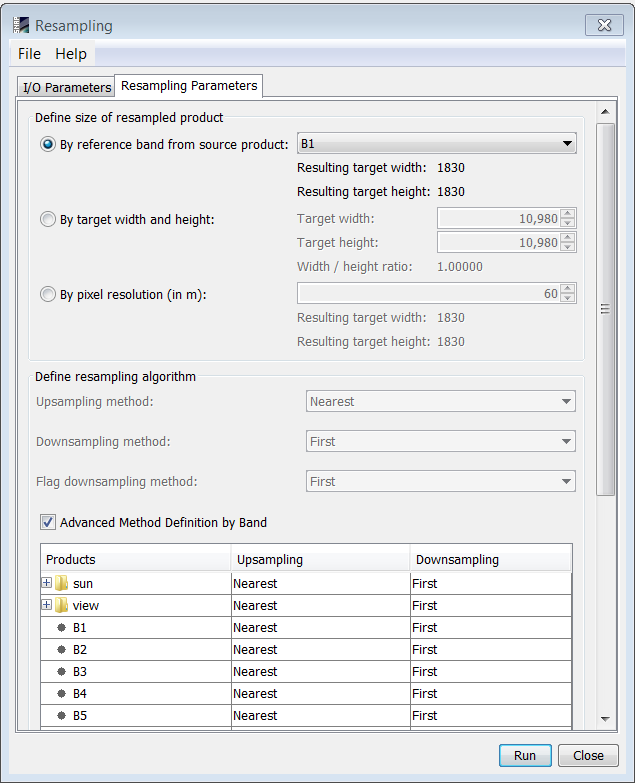 Resampling
File Help
I/O Parameters Resampling Parameters
Define size of resampled product
By reference band from source product: B1
Resulting target width: 1830
Resulting target height: 1830
By target width and height: Target width: 10,980
Target height: 10,980
Width / height ratio: 1.00000
By pixel resolution (in m): 60
Resulting target width: 1830
Resulting target height: 1830
Define resampling algorithm
Upsampling method: Nearest
Downsampling method: First
Flag downsampling method: First
Advanced Method Definition by Band
Products Upsampling Downsampling
sun Nearest First
view Nearest First
B1 Nearest First
B2 Nearest First
B3 Nearest First
B4 Nearest First
B5 Nearest First
Run Close